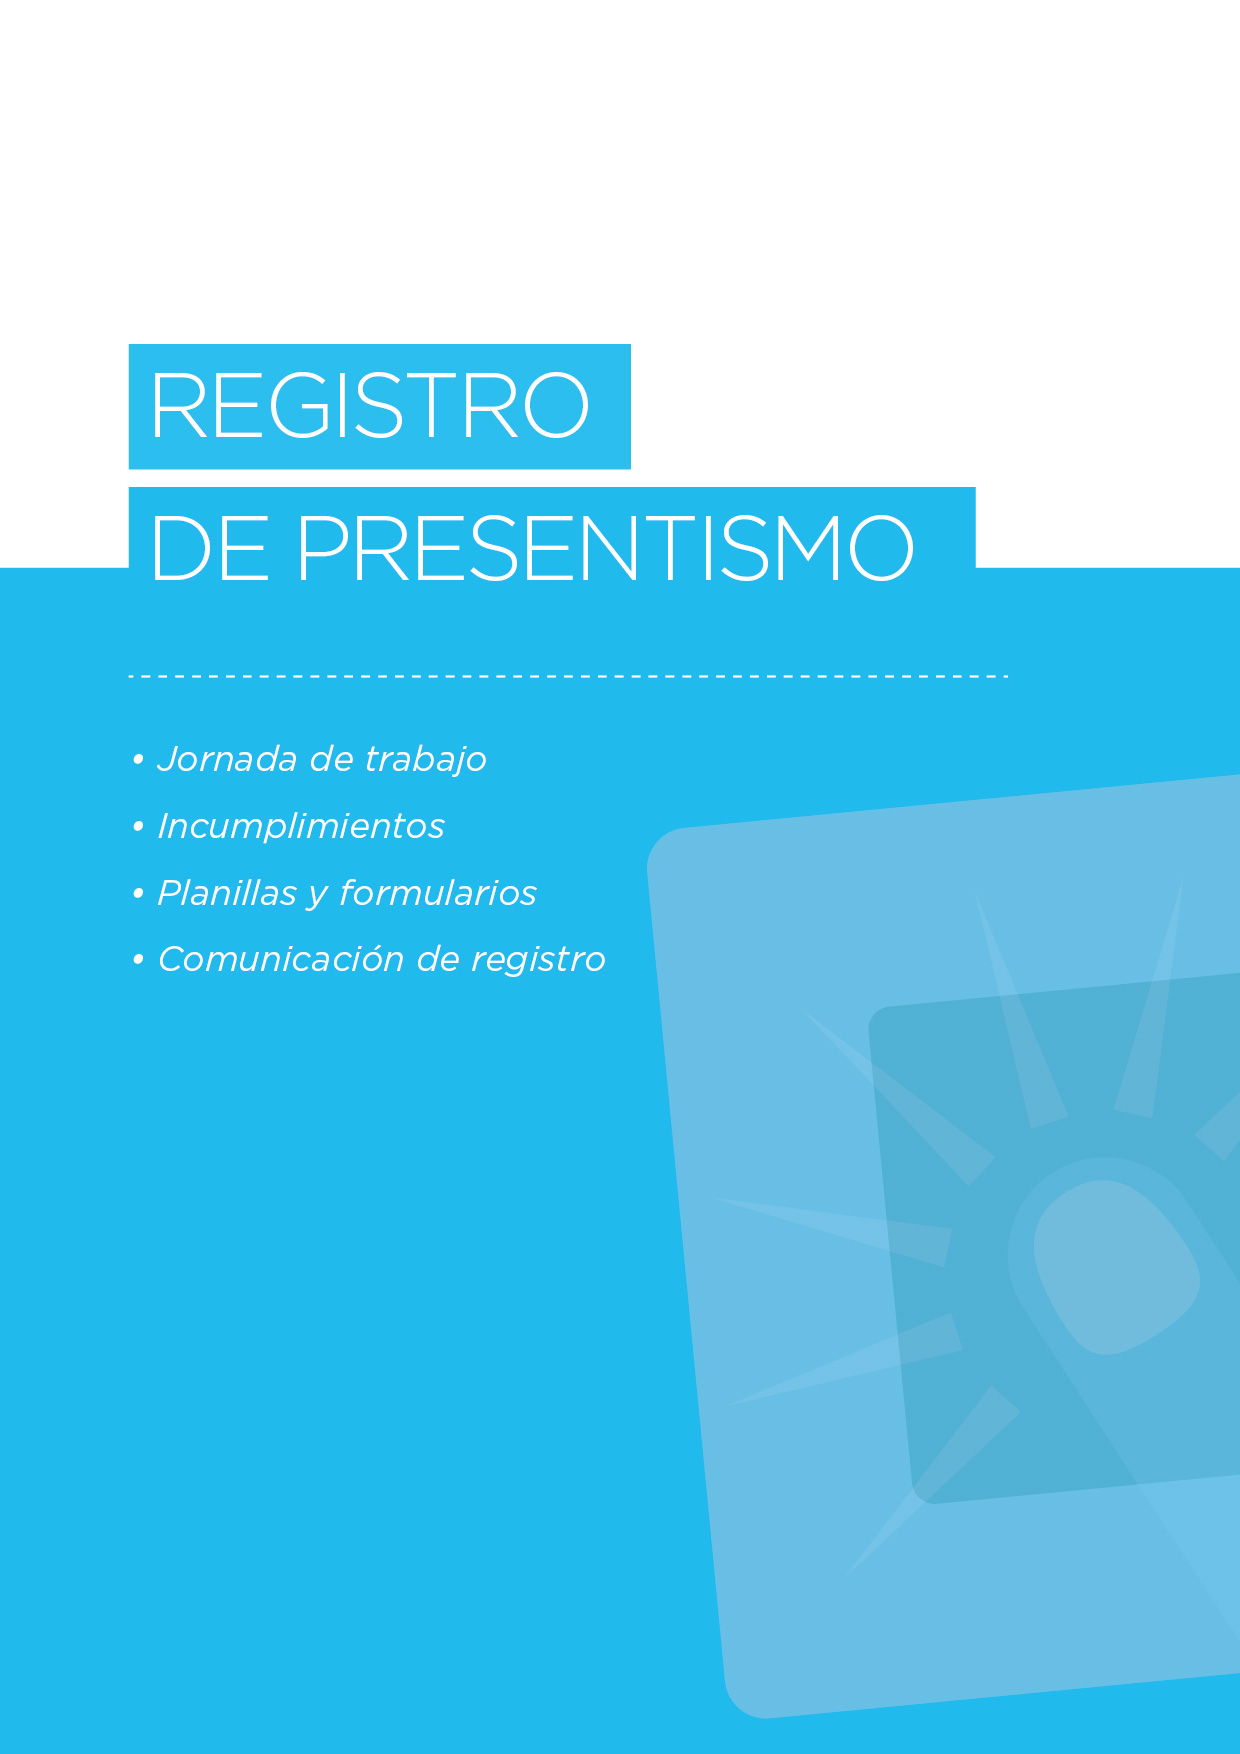 REGISTRO
DE PRESENTISMO
• Jornada de trabajo
• Incumplimientos
• Planillas y formularios
• Comunicación de registro